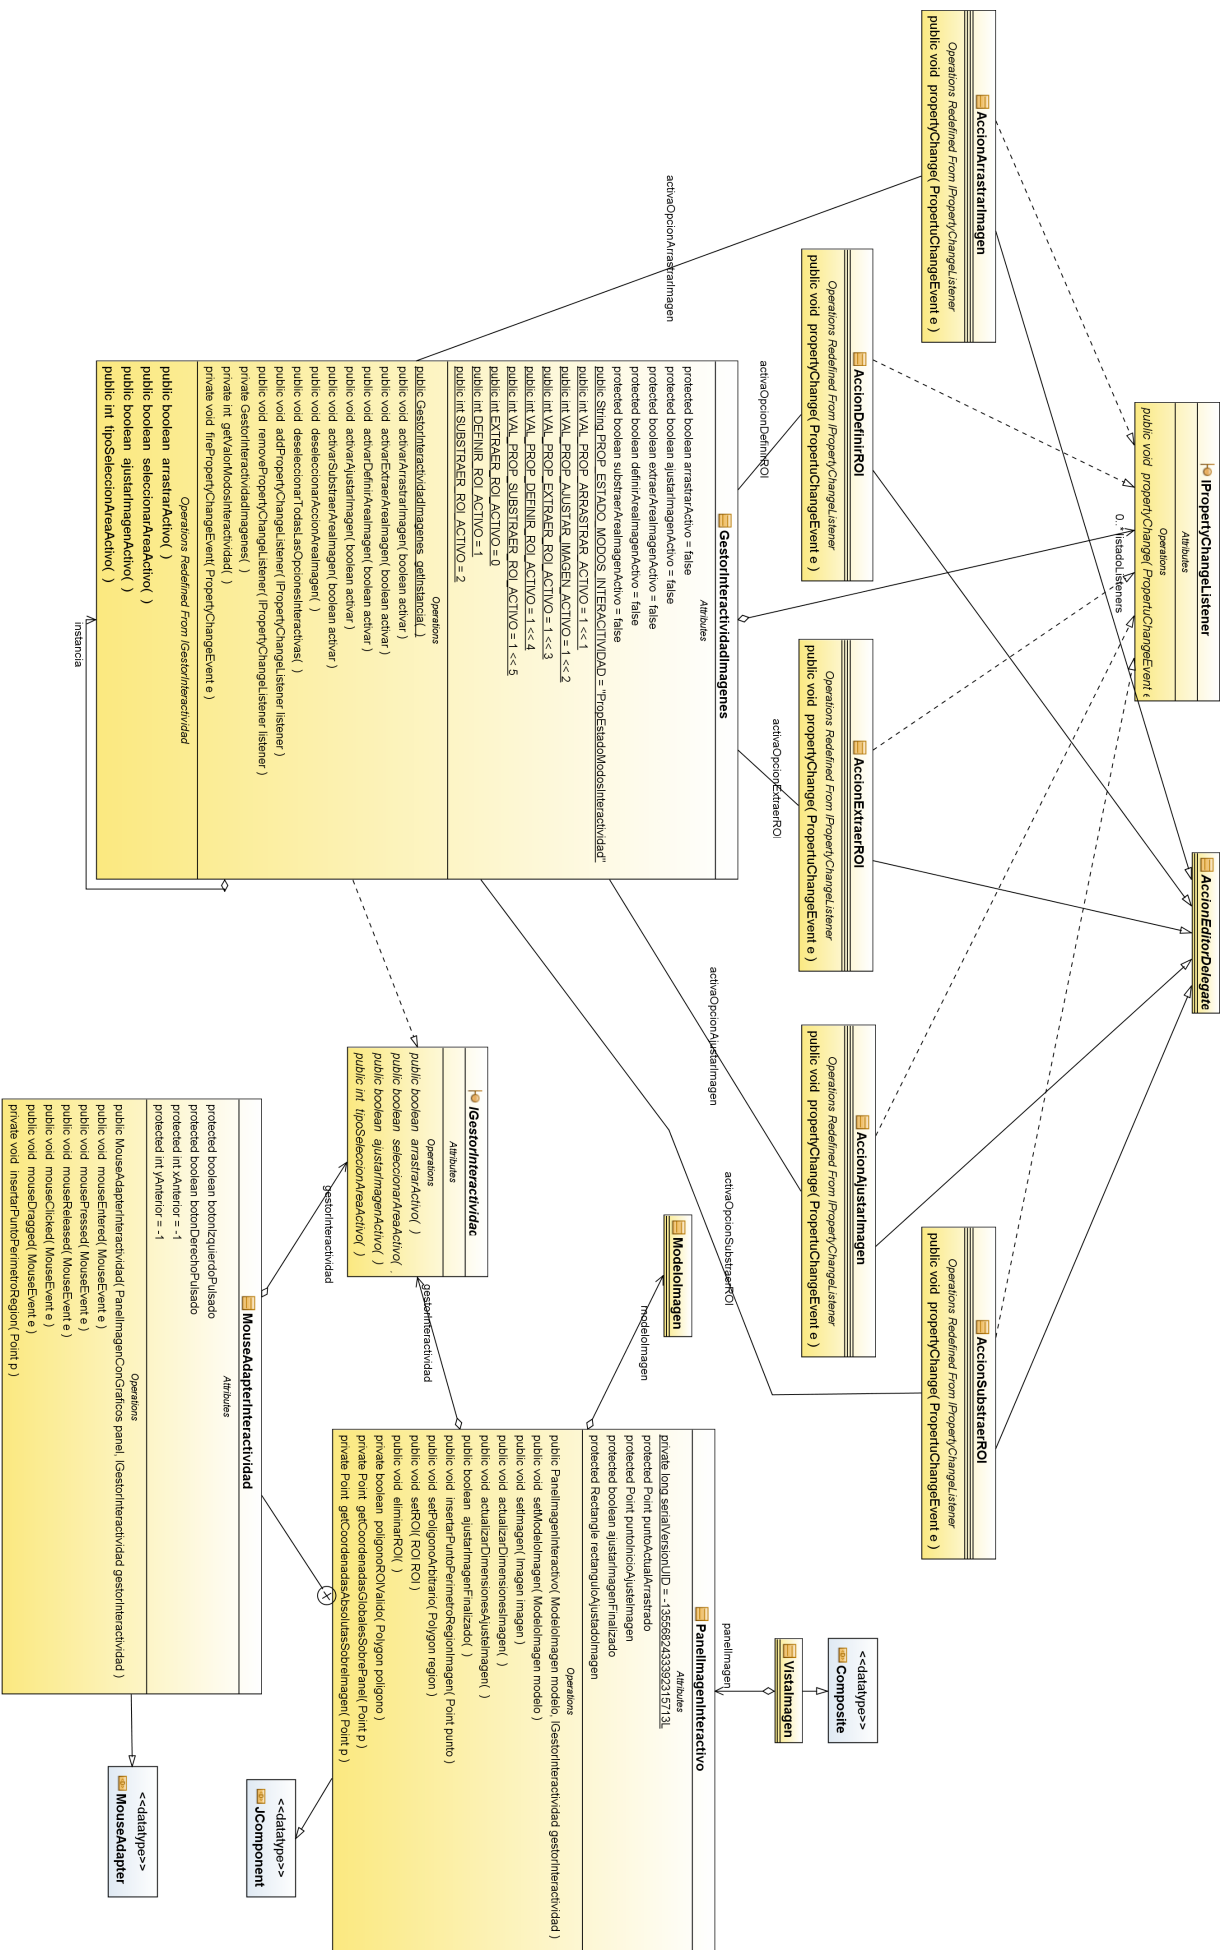 IPropertyChangeListener
Attributes
Operations
public void propertyChange( PropertuChangeEvent e
0..*
listadoListeners
AccionEditorDelegate
AccionArrastrarImagen
Operations Redefined From IPropertyChangeListener
public void propertyChange( PropertuChangeEvent e )
AccionDefinirROI
Operations Redefined From IPropertyChangeListener
public void propertyChange( PropertuChangeEvent e )
AccionExtraerROI
Operations Redefined From IPropertyChangeListener
public void propertyChange( PropertuChangeEvent e )
AccionAjustarImagen
Operations Redefined From IPropertyChangeListener
public void propertyChange( PropertuChangeEvent e )
AccionSubstraerROI
Operations Redefined From IPropertyChangeListener
public void propertyChange( PropertuChangeEvent e )
activaOpcionArrastrarImagen
activaOpcionDefinirROI
activaOpcionExtraerROI
activaOpcionAjustarImagen
activaOpcionSubstraerROI
GestorInteractividadImagenes
Attributes
protected boolean arrastrarActivo = false
protected boolean ajustarImagenActivo = false
protected boolean extraerAreaImagenActivo = false
protected boolean definirAreaImagenActivo = false
protected boolean substraerAreaImagenActivo = false
public String PROP_ESTADO_MODOS_INTERACITIVIDAD = "PropEstadoModosInteractividad"
public int VAL_PROP_ARRASTRAR_ACTIVO = 1 << 1
public int VAL_PROP_AJUSTAR_IMAGEN_ACTIVO = 1 << 2
public int VAL_PROP_EXTRAER_ROI_ACTIVO = 1 << 3
public int VAL_PROP_DEFINIR_ROI_ACTIVO = 1 << 4
public int VAL_PROP_SUBSTRAER_ROI_ACTIVO = 1 << 5
public int EXTRAER_ROI_ACTIVO = 0
public int DEFINIR_ROI_ACTIVO = 1
public int SUBSTRAER_ROI_ACTIVO = 2
Operations
public GestorInteractividadImagenes getInstancia( )
public void activarArrastrarImagen( boolean activar )
public void activarExtraerAreaImagen( boolean activar )
public void activarDefinirAreaImagen( boolean activar )
public void activarAjustarImagen( boolean activar )
public void activarSubstraerAreaImagen( boolean activar )
public void deseleccionarAccionAreaImagen( )
public void deseleccionarTodasLasOpcionesInteractivas( )
public void addPropertyChangeListener( IPropertyChangeListener listener )
public void removePropertyChangeListener( IPropertyChangeListener listener )
private GestorInteractividadImagenes( )
private int getValorModosInteractividad( )
private void firePropertyChangeEvent( PropertyChangeEvent e )
Operations Redefined From IGestorInteractividad
public boolean arrastrarActivo( )
public boolean seleccionarAreaActivo( )
public boolean ajustarImagenActivo( )
public int tipoSeleccionAreaActivo( )
instancia
IGestorInteractividac
Attributes
Operations
public boolean arrastrarActivo( )
public boolean seleccionarAreaActivo(
public boolean ajustarImagenActivo( )
public int tipoSeleccionAreaActivo( )
gestorInteractividad
gestorInteractividad
ModeloImagen
modeloImagen
<<datatype>>
Composite
VistaImagen
panelImagen
PanelImagenInteractivo
Attributes
private long serialVersionUID = -1355682433392315713L
protected Point puntoActualArrastrado
protected Point puntoInicioAjusteImagen
protected boolean ajustarImagenFinalizado
protected Rectangle rectanguloAjustadoImagen
Operations
public PanelImagenInteractivo( ModeloImagen modelo, IGestorInteractividad gestorInteractividad )
public void setModeloImagen( ModeloImagen modelo )
public void setImagen( Imagen imagen )
public void actualizarDimensionesImagen( )
public void actualizarDimensionesAjusteImagen( )
public boolean ajustarImagenFinalizado( )
public void insertarPuntoPerimetroRegionImagen( Point punto )
public void setPoligonoArbitrario( Polygon region )
public void setROI( ROI ROI )
public void eliminarROI( )
private boolean poligonoROIValido( Polygon poligono )
private Point getCoordenadasGlobalesSobrePanel( Point p )
private Point getCoordenadasAbsolutasSobreImagen( Point p )
MouseAdapterInteractividad
Attributes
protected boolean botonIzquierdoPulsado
protected boolean botonDerechoPulsado
protected int xAnterior = -1
protected int yAnterior = -1
Operations
public MouseAdapterInteractividad( PanelImagenConGraficos panel, IGestorInteractividad gestorInteractividad )
public void mouseEntered( MouseEvent e )
public void mousePressed( MouseEvent e )
public void mouseReleased( MouseEvent e )
public void mouseClicked( MouseEvent e )
public void mouseDragged( MouseEvent e )
private void insertarPuntoPerimetroRegion( Point p )
<<datatype>>
JComponent
<<datatype>>
MouseAdapter